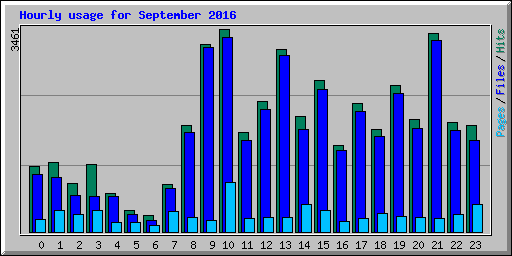 Hourly usage for September 2016
3461
Pages / Files / Hits
0 1 2 3 4 5 6 7 8 9 10 11 12 13 14 15 16 17 18 19 20 21 22 23